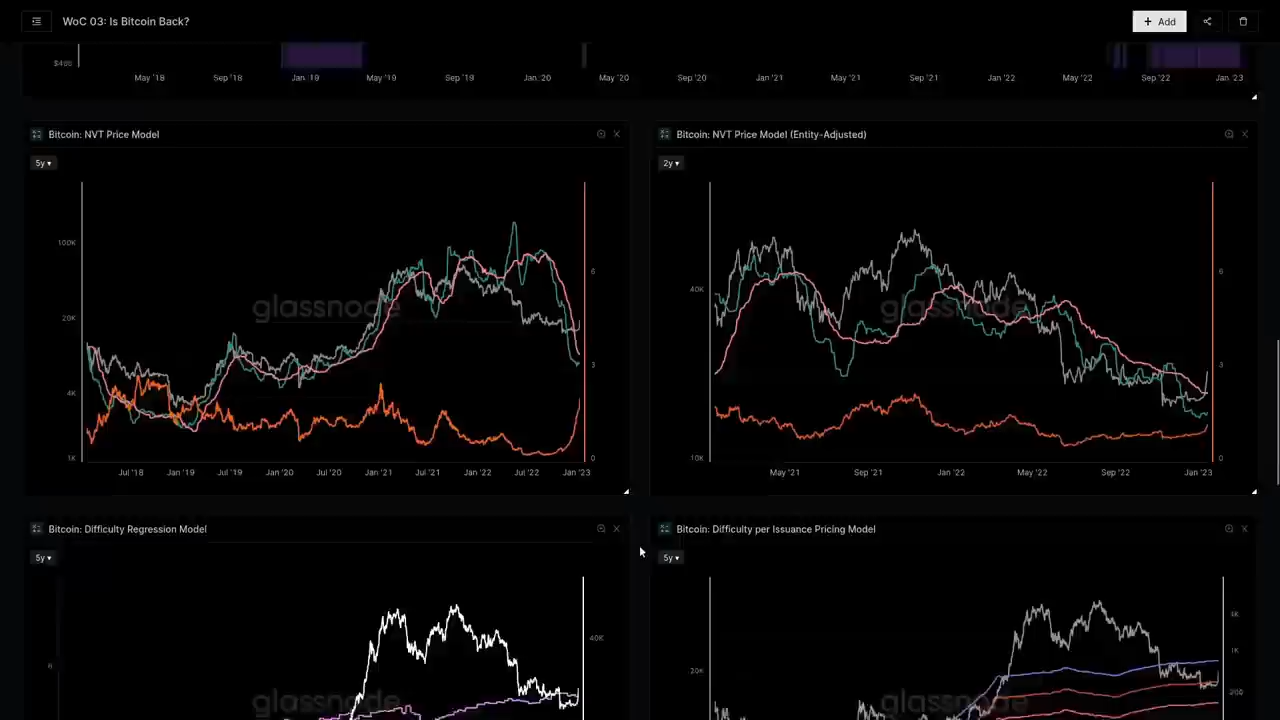 WoC 03: Is Bitcoin Back?
+ Add
May '18 Sep '18 Jan '19 May '19 Sep '19 Jan '20 May '20 Sep '20 Jan '21 May '21 Sep '21 Jan '22 May '22 Sep '22 Jan '23
Bitcoin: NVT Price Model
5y
100K
20K
4K
1K
6
3
0
glassnode
Jul '18 Jan '19 Jul '19 Jan '20 Jul '20 Jan '21 Jul '21 Jan '22 Jul '22 Jan '23
Bitcoin: NVT Price Model (Entity-Adjusted)
2y
40K
10K
6
3
0
glassnode
May '21 Sep '21 Jan '22 May '22 Sep '22 Jan '23
Bitcoin: Difficulty Regression Model
5y
40K
glassnode
Bitcoin: Difficulty per Issuance Pricing Model
5y
20K
4K
1K
200
glassnode